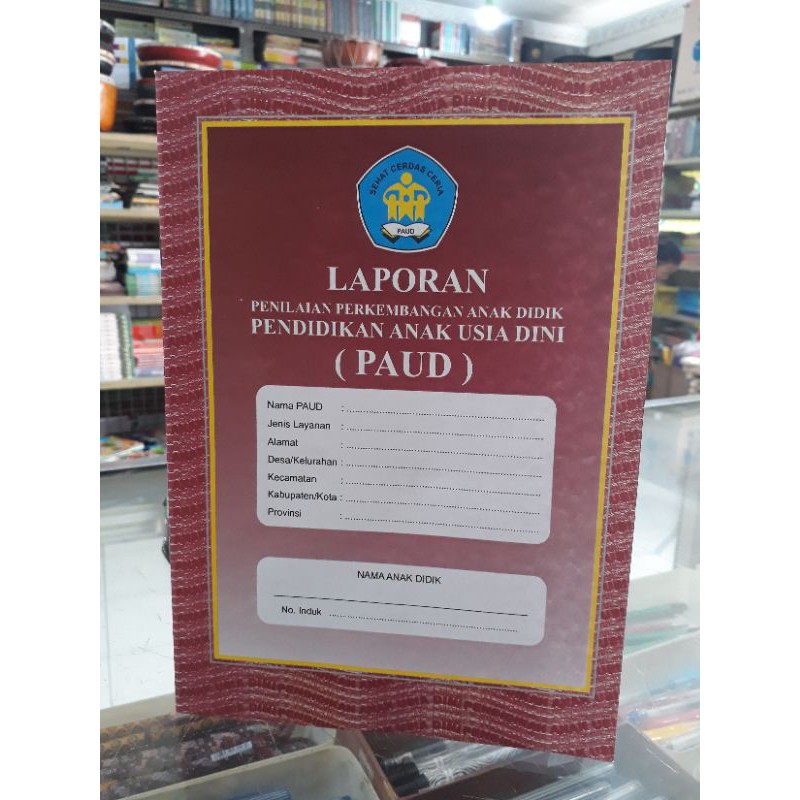 SEHAT CERDAS CERIA
PAUD
LAPORAN
PENILAIAN PERKEMBANGAN ANAK DIDIK
PENDIDIKAN ANAK USIA DINI
( PAUD )
Nama PAUD :
Jenis Layanan :
Alamat :
Desa/Kelurahan :
Kecamatan :
Kabupaten/Kota :
Provinsi :
NAMA ANAK DIDIK
No. Induk